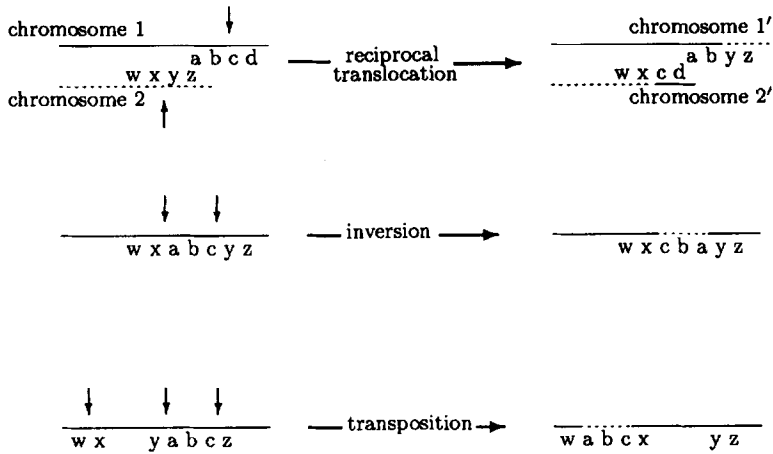 chromosome 1
a b c d
w x y z
chromosome 2
reciprocal
translocation
chromosome 1′
a b y z
w x c d
chromosome 2′
w x a b c y z
inversion
w x c b a y z
w x y a b c z
transposition
w a b c x y z